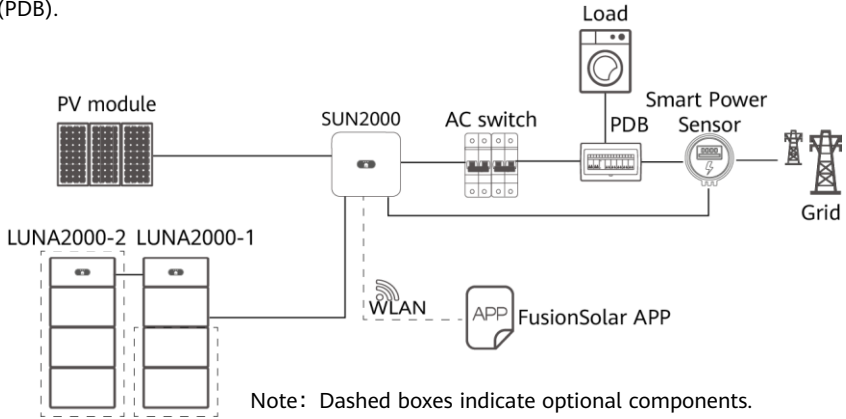 (PDB).
Load
PV module
SUN2000
AC switch
PDB
Smart Power
Sensor
Grid
LUNA2000-2 LUNA2000-1
WLAN
APP
FusionSolar APP
Note: Dashed boxes indicate optional components.